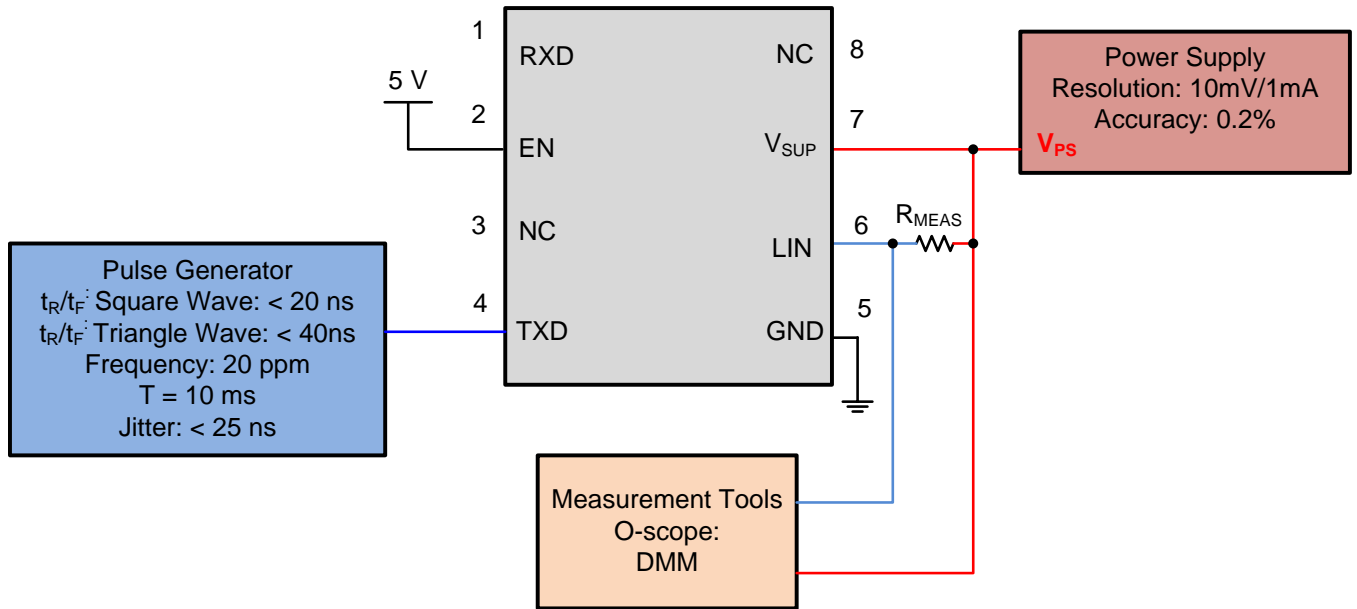 1
RXD
NC
8
5 V
2
EN
VSUP
7
3
NC
LIN
6
RMEAS
4
TXD
GND
5
Power Supply
Resolution: 10mV/1mA
Accuracy: 0.2%
VPS
Pulse Generator
tR/tF: Square Wave: < 20 ns
tR/tF: Triangle Wave: < 40ns
Frequency: 20 ppm
T = 10 ms
Jitter: < 25 ns
Measurement Tools
O-scope:
DMM